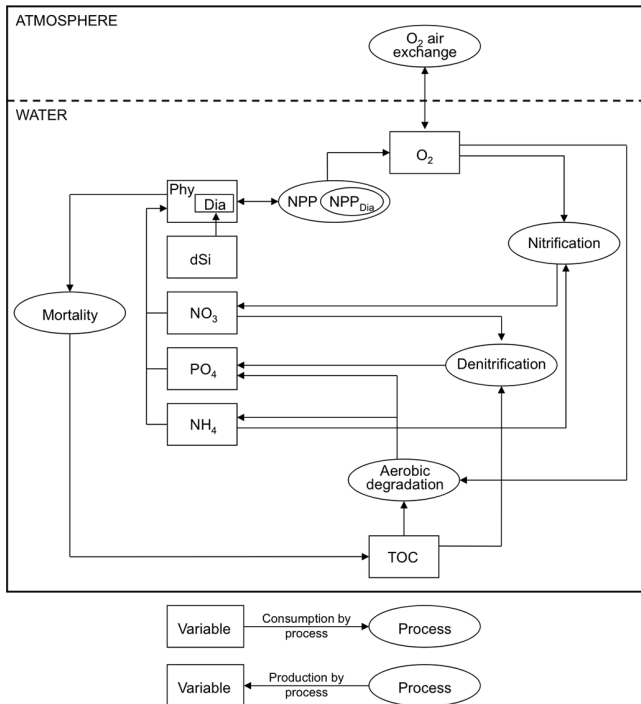 ATMOSPHERE
O₂ air
exchange
WATER
O₂
Phy
Dia
NPP
NPP_Dia
dSi
Nitrification
Mortality
NO₃
PO₄
Denitrification
NH₄
Aerobic
degradation
TOC
Variable
Consumption by
process
Process
Variable
Production by
process
Process